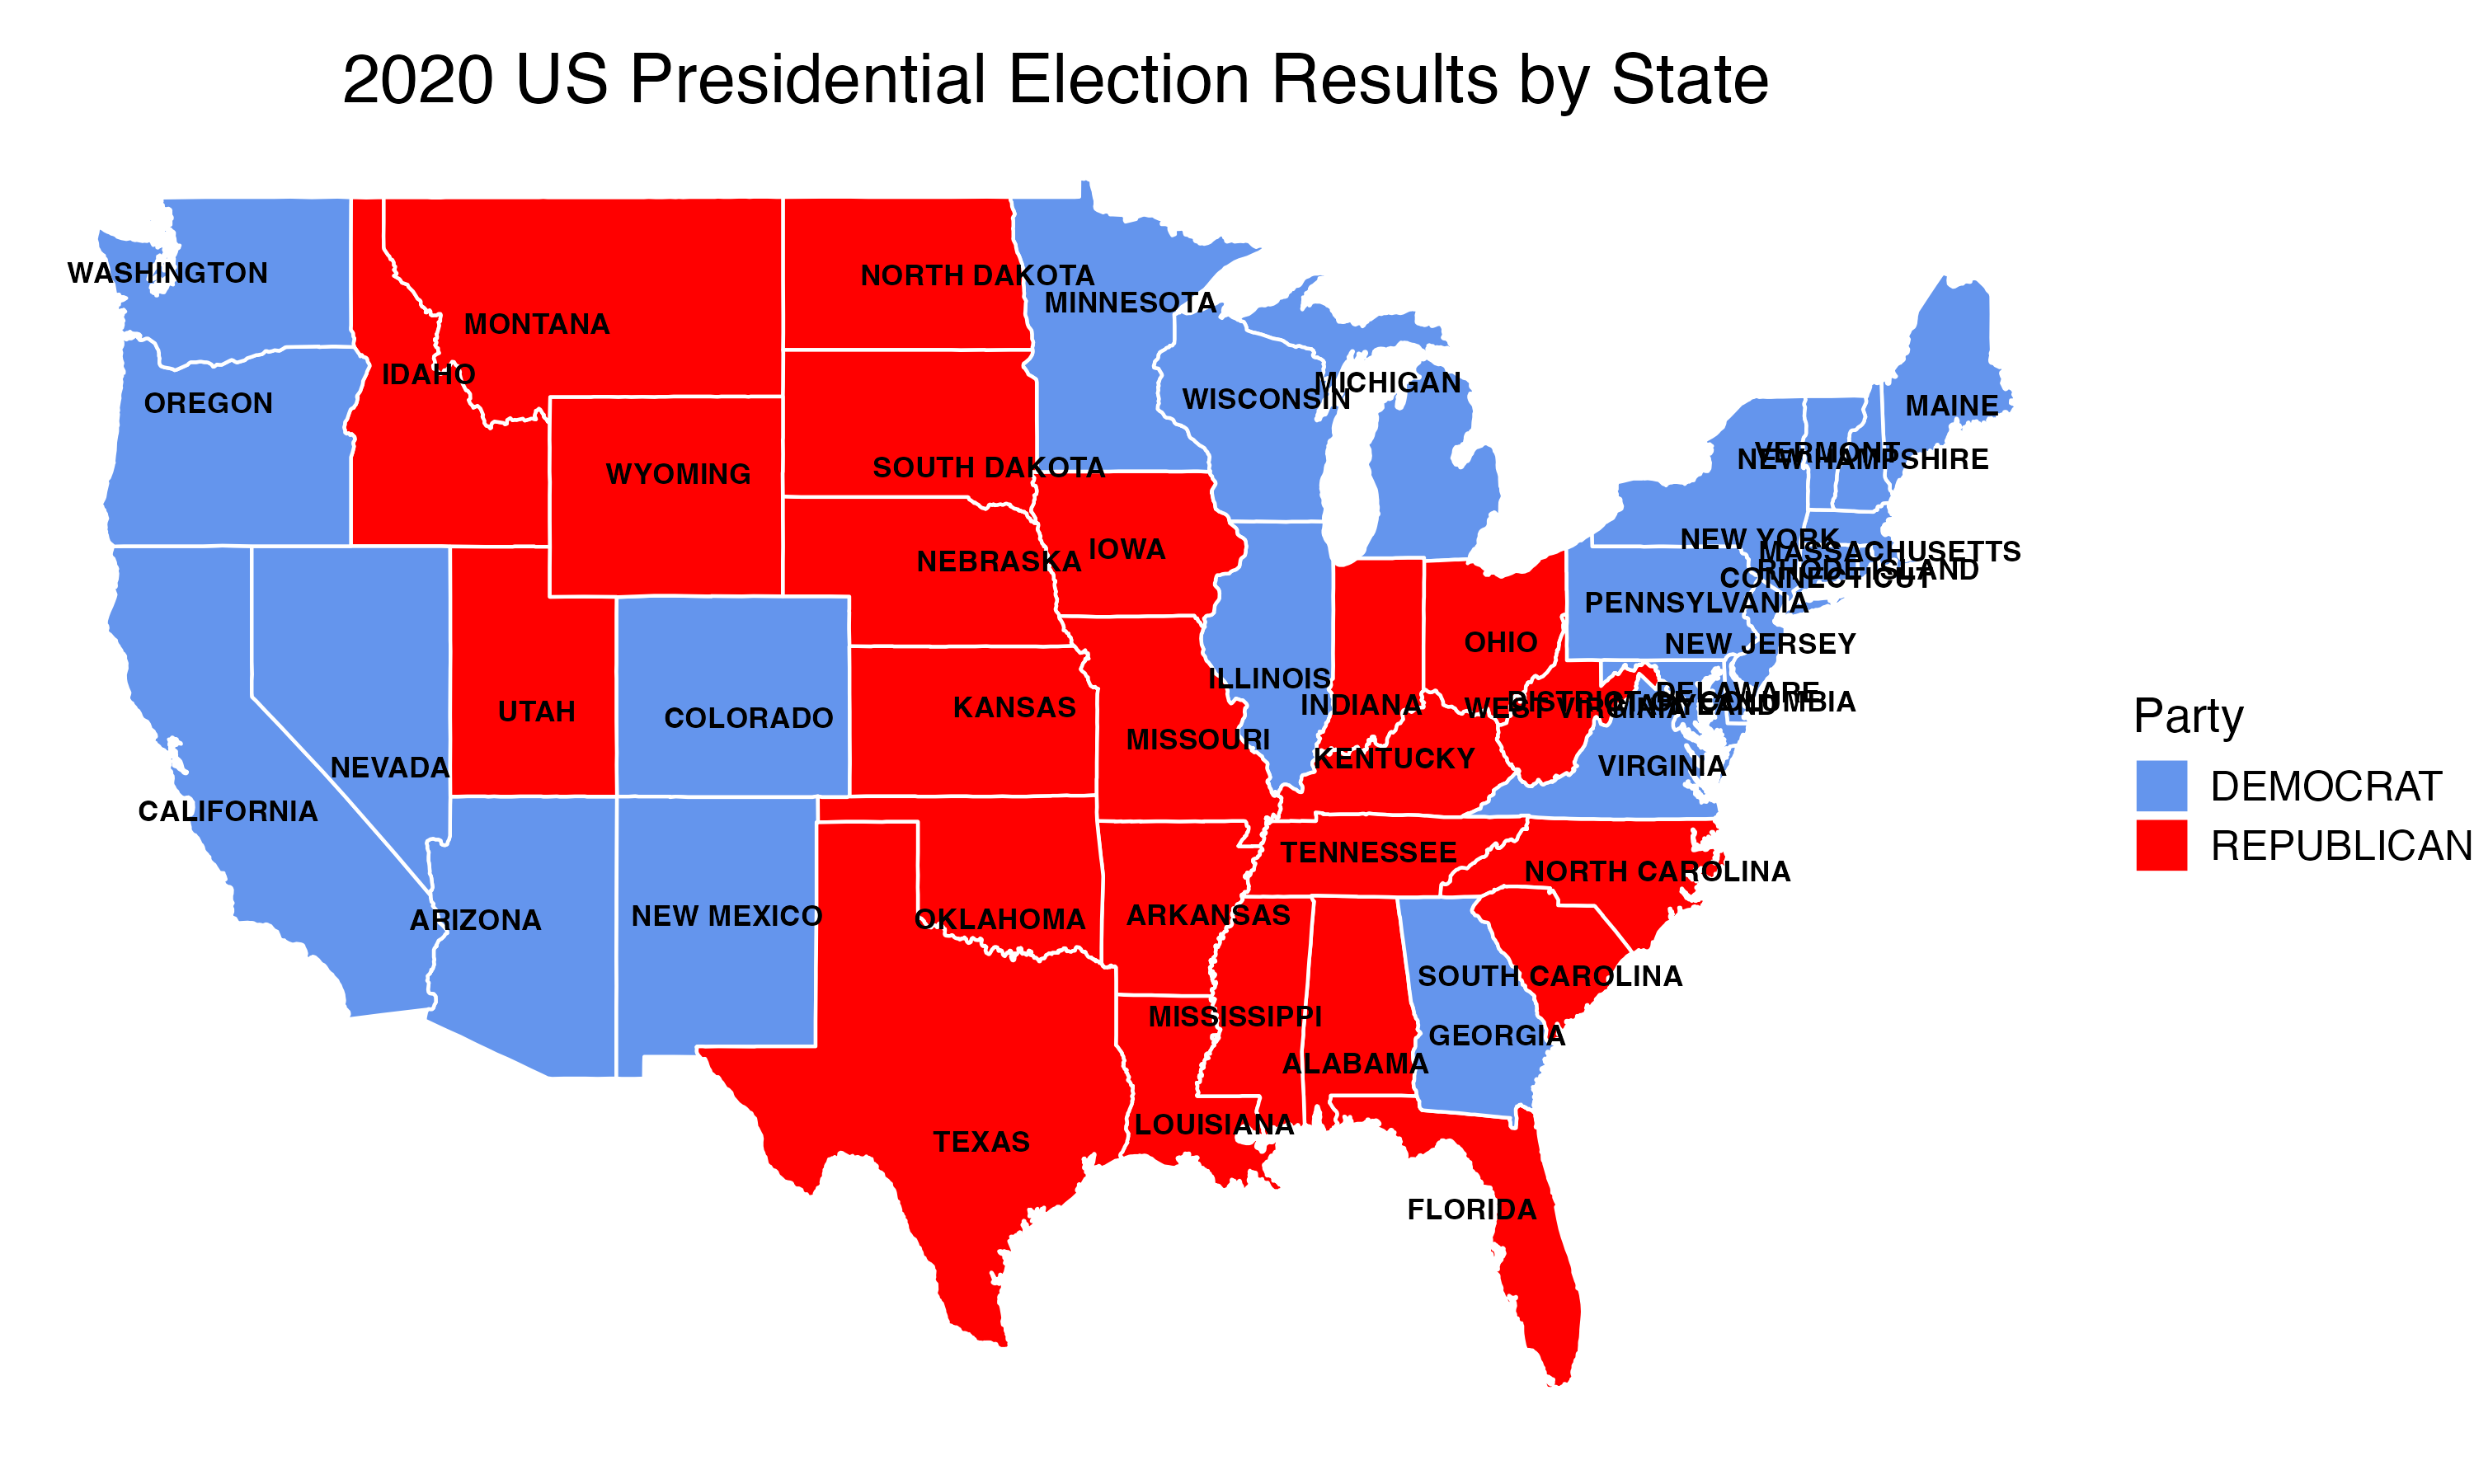 2020 US Presidential Election Results by State
WASHINGTON
NORTH DAKOTA
MINNESOTA
MONTANA
IDAHO
MICHIGAN
WISCONSIN
OREGON
MAINE
VERMONT
NEW HAMPSHIRE
SOUTH DAKOTA
WYOMING
NEW YORK
IOWA
MASSACHUSETTS
NEBRASKA
RHODE ISLAND
CONNECTICUT
PENNSYLVANIA
OHIO
NEW JERSEY
ILLINOIS
DELAWARE
DISTRICT OF COLUMBIA
MARYLAND
INDIANA
WEST VIRGINIA
KANSAS
UTAH
COLORADO
MISSOURI
KENTUCKY
VIRGINIA
NEVADA
CALIFORNIA
TENNESSEE
NORTH CAROLINA
ARKANSAS
NEW MEXICO
OKLAHOMA
ARIZONA
SOUTH CAROLINA
MISSISSIPPI
GEORGIA
ALABAMA
LOUISIANA
TEXAS
FLORIDA
Party
DEMOCRAT
REPUBLICAN